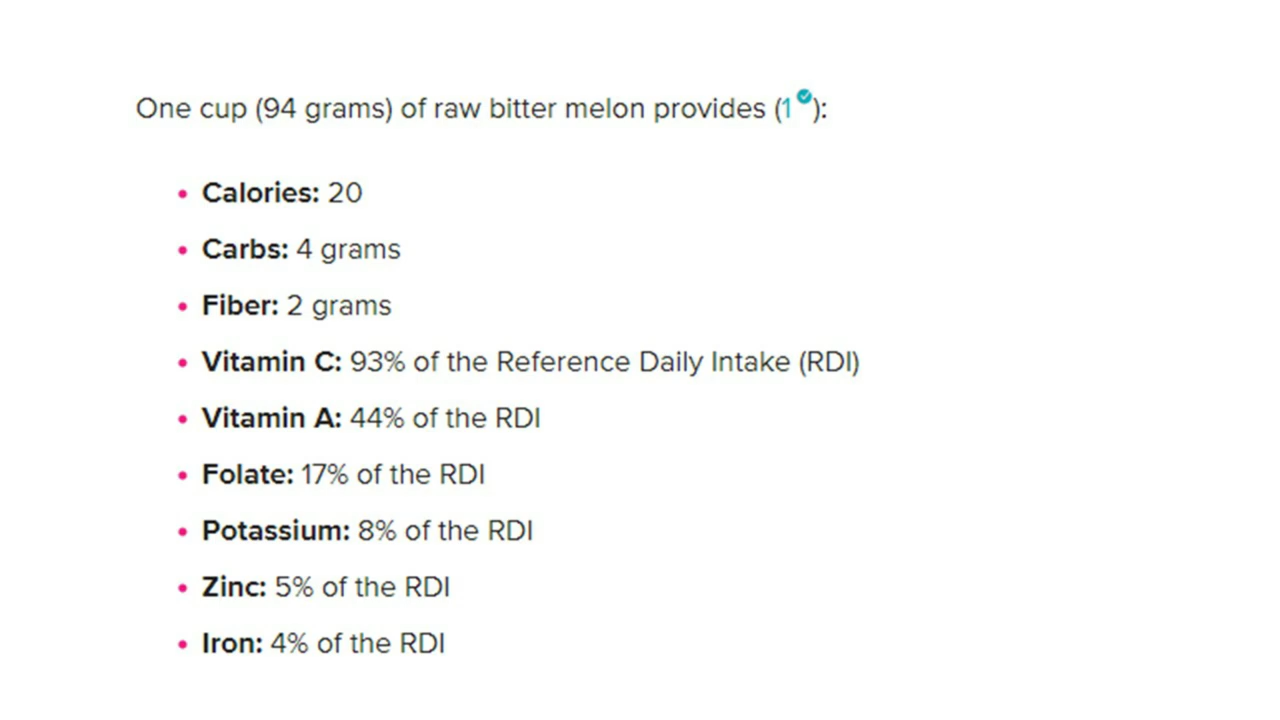 One cup (94 grams) of raw bitter melon provides (1):
• Calories: 20
• Carbs: 4 grams
• Fiber: 2 grams
• Vitamin C: 93% of the Reference Daily Intake (RDI)
• Vitamin A: 44% of the RDI
• Folate: 17% of the RDI
• Potassium: 8% of the RDI
• Zinc: 5% of the RDI
• Iron: 4% of the RDI